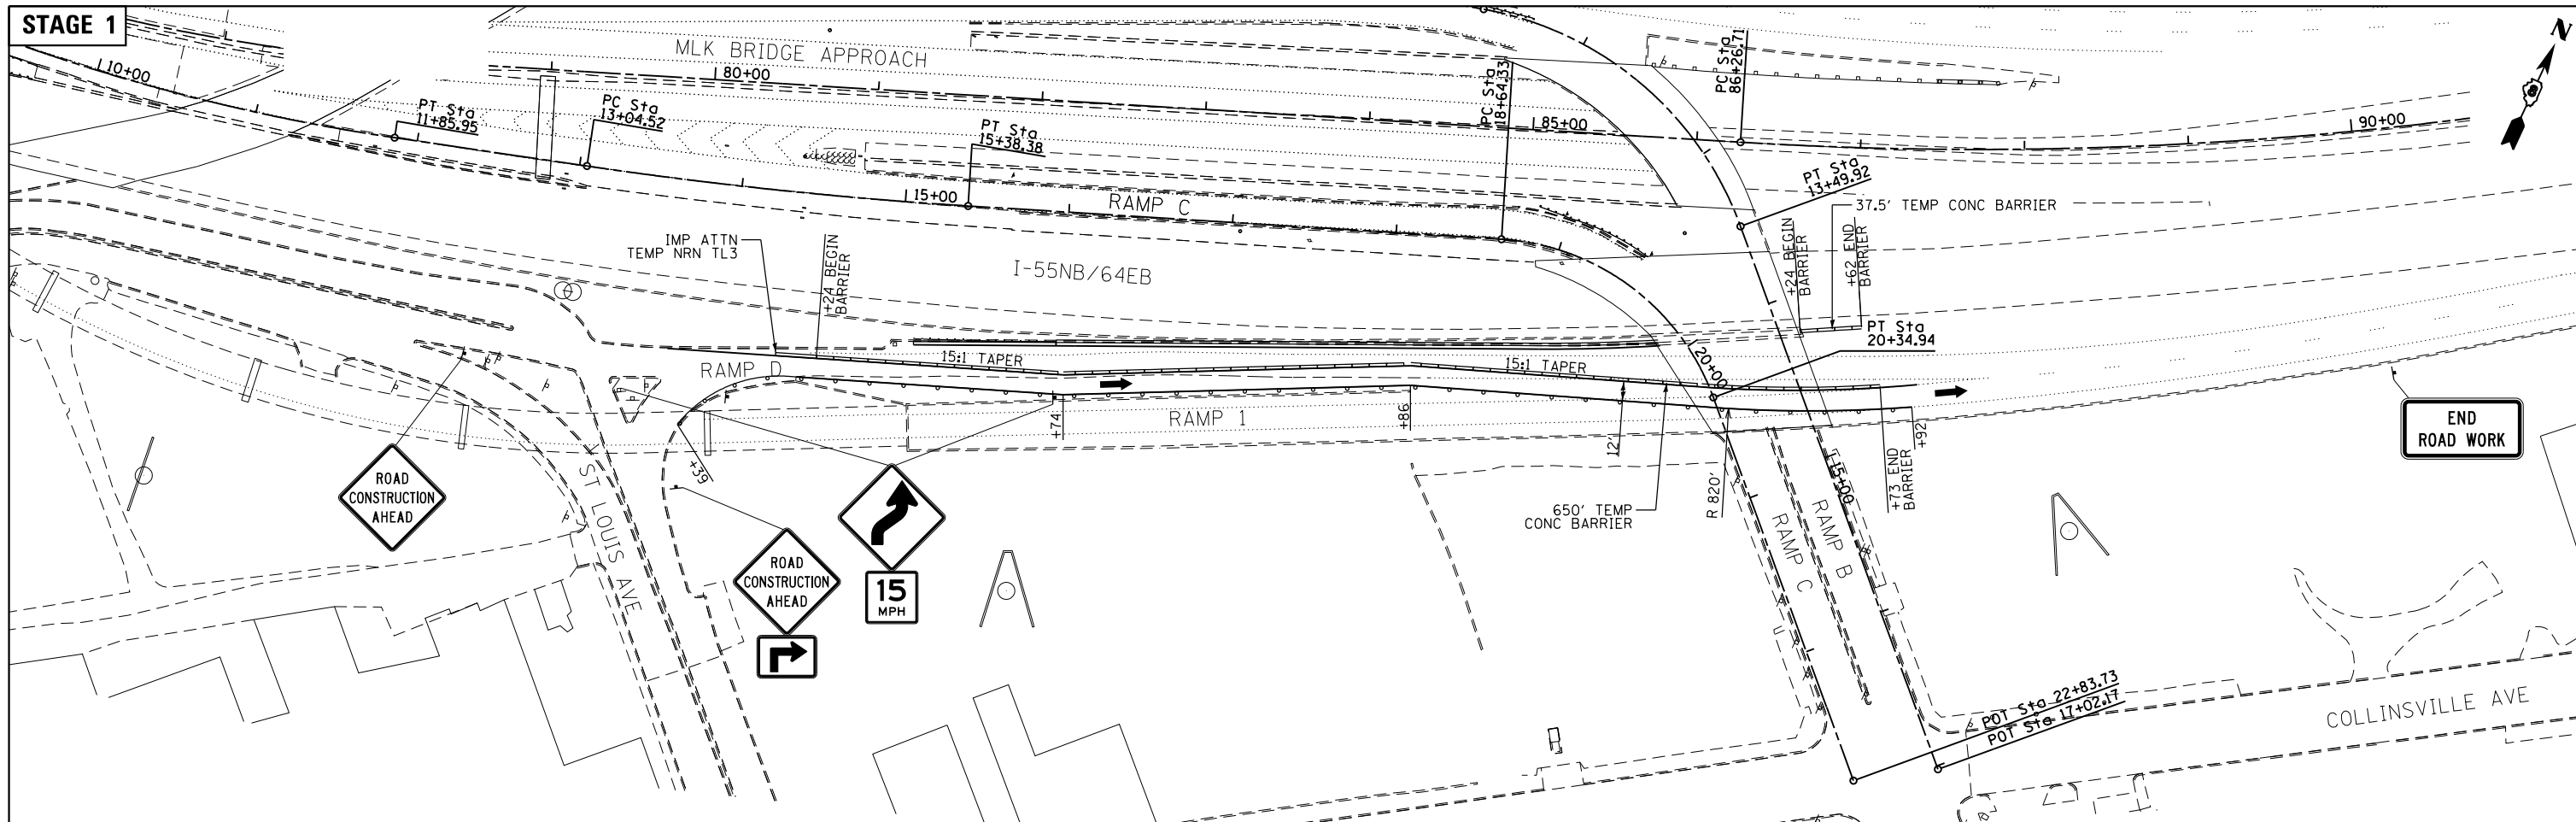 STAGE 1
N
10+00
MLK BRIDGE APPROACH
80+00
PT Sta
11+85.95
PC Sta
13+04.52
PT Sta
15+38.38
15+00
RAMP C
PC Sta
18+64.33
85+00
PC Sta
86+26.71
90+00
PT Sta
13+49.92
37.5' TEMP CONC BARRIER
IMP ATTN
TEMP NRN TL3
+24 BEGIN
BARRIER
I-55NB/64EB
+24 BEGIN
BARRIER
+62 END
BARRIER
PT Sta
20+34.94
RAMP D
15:1 TAPER
15:1 TAPER
20+00
RAMP 1
+74
+86
12'
+39
R 820'
+92
+73 END
BARRIER
650' TEMP
CONC BARRIER
15+00
RAMP C
RAMP B
ST LOUIS AVE
ROAD
CONSTRUCTION
AHEAD
ROAD
CONSTRUCTION
AHEAD
15
MPH
END
ROAD WORK
POT Sta 22+83.73
POT Sta 17+02.17
COLLINSVILLE AVE